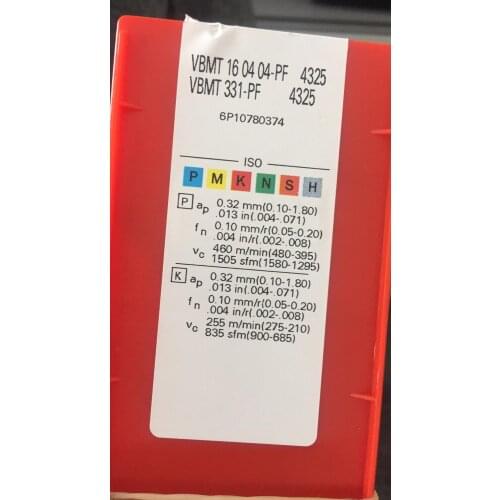 VBMT 16 04 04-PF 4325
VBMT 331-PF 4325
6P10780374
ISO
P M K N S H
P ap 0.32 mm(0.10-1.80)
.013 in(.004-.071)
fn 0.10 mm/r(0.05-0.20)
.004 in/r(.002-.008)
vc 460 m/min(480-395)
1505 sfm(1580-1295)
K ap 0.32 mm(0.10-1.80)
.013 in(.004-.071)
fn 0.10 mm/r(0.05-0.20)
.004 in/r(.002-.008)
vc 255 m/min(275-210)
835 sfm(900-685)